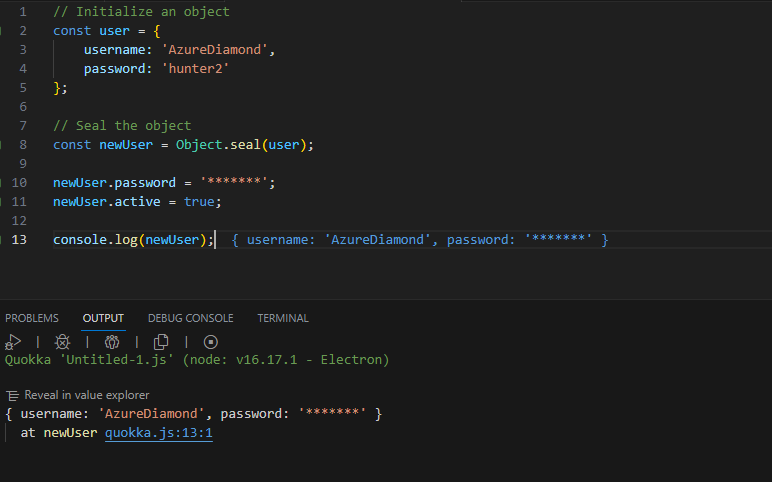 1 // Initialize an object
2 const user = {
3     username: 'AzureDiamond',
4     password: 'hunter2'
5 };
6
7 // Seal the object
8 const newUser = Object.seal(user);
9
10 newUser.password = '*******';
11 newUser.active = true;
12
13 console.log(newUser); { username: 'AzureDiamond', password: '*******' }
PROBLEMS OUTPUT DEBUG CONSOLE TERMINAL
Quokka 'Untitled-1.js' (node: v16.17.1 - Electron)
Reveal in value explorer
{ username: 'AzureDiamond', password: '*******' }
at newUser quokka.js:13:1